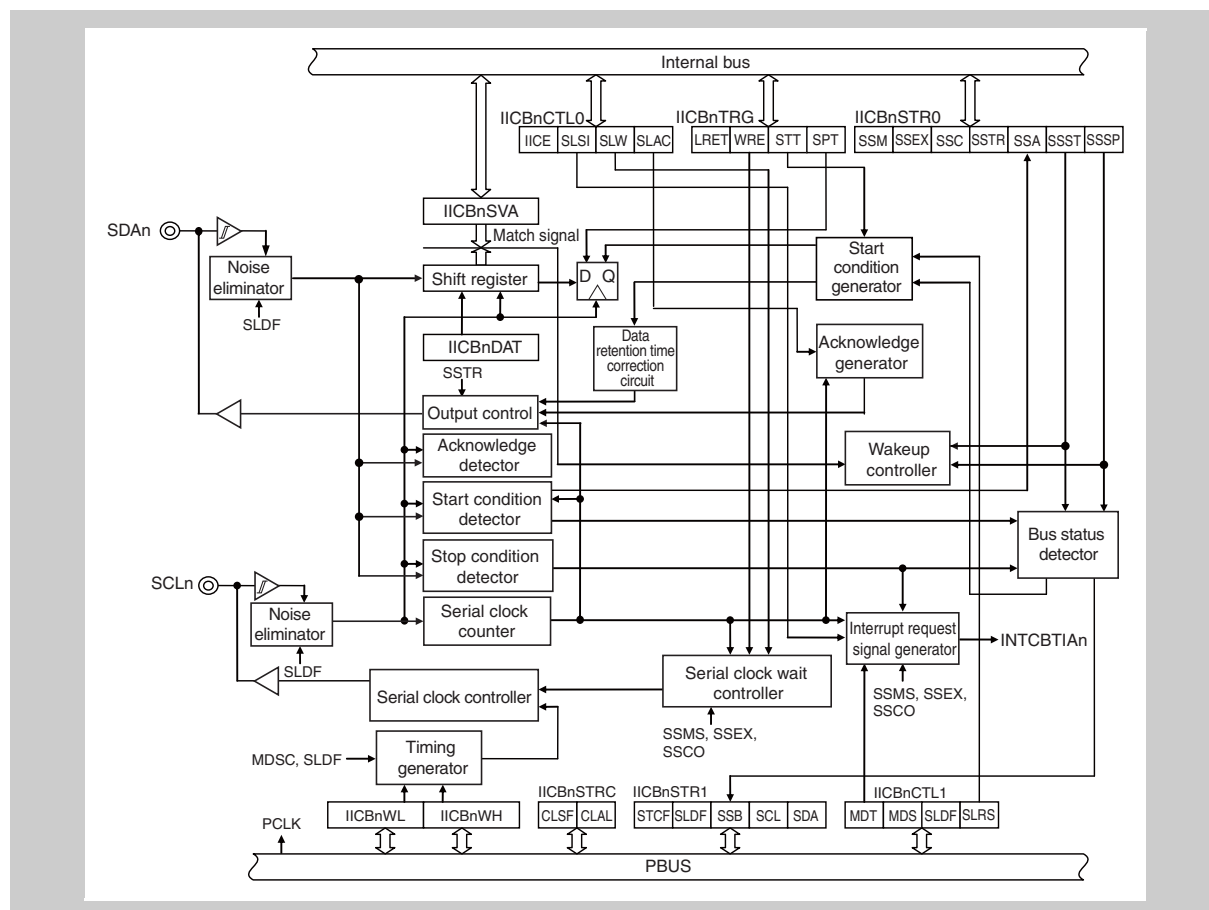 Internal bus
IICBnCTL0
IICBnTRG
IICBnSTR0
IICE SLSI SLW SLAC
LRET WRE STT SPT
SSM SSEX SSC SSTR SSA SSST SSSP
IICBnSVA
SDAn
Match signal
Noise
eliminator
SLDF
Shift register
D Q
Start
condition
generator
IICBnDAT
Data
retention time
correction
circuit
Acknowledge
generator
SSTR
Output control
Acknowledge
detector
Wakeup
controller
Start condition
detector
Bus status
detector
Stop condition
detector
SCLn
Noise
eliminator
SLDF
Serial clock
counter
Interrupt request
signal generator
INTCBTIAn
Serial clock controller
Serial clock wait
controller
SSMS, SSEX,
SSCO
SSMS, SSEX,
SSCO
MDSC, SLDF
Timing
generator
IICBnSTRC
IICBnSTR1
IICBnCTL1
IICBnWL IICBnWH
CLSF CLAL
STCF SLDF SSB SCL SDA
MDT MDS SLDF SLRS
PCLK
PBUS